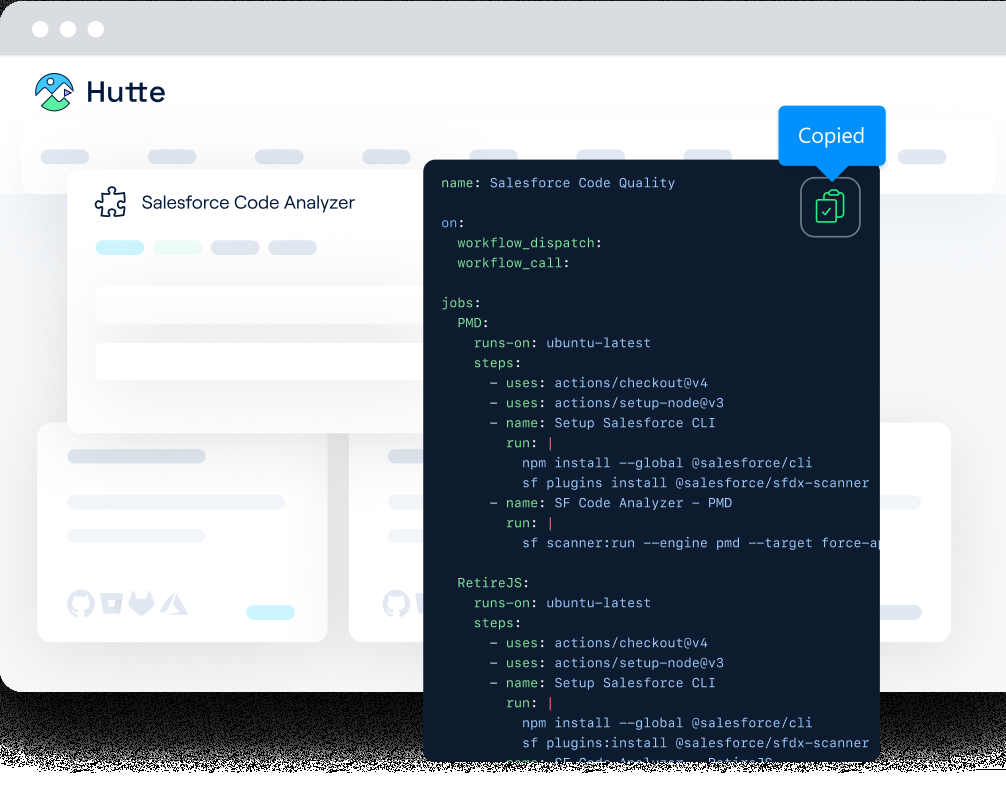 Hutte
Copied
Salesforce Code Analyzer
name: Salesforce Code Quality
on:
workflow_dispatch:
workflow_call:
jobs:
PMD:
runs-on: ubuntu-latest
steps:
- uses: actions/checkout@v4
- uses: actions/setup-node@v3
- name: Setup Salesforce CLI
run: |
npm install --global @salesforce/cli
sf plugins install @salesforce/sfdx-scanner
- name: SF Code Analyzer - PMD
run: |
sf scanner:run --engine pmd --target force-ap
RetireJS:
runs-on: ubuntu-latest
steps:
- uses: actions/checkout@v4
- uses: actions/setup-node@v3
- name: Setup Salesforce CLI
run: |
npm install --global @salesforce/cli
sf plugins:install @salesforce/sfdx-scanner